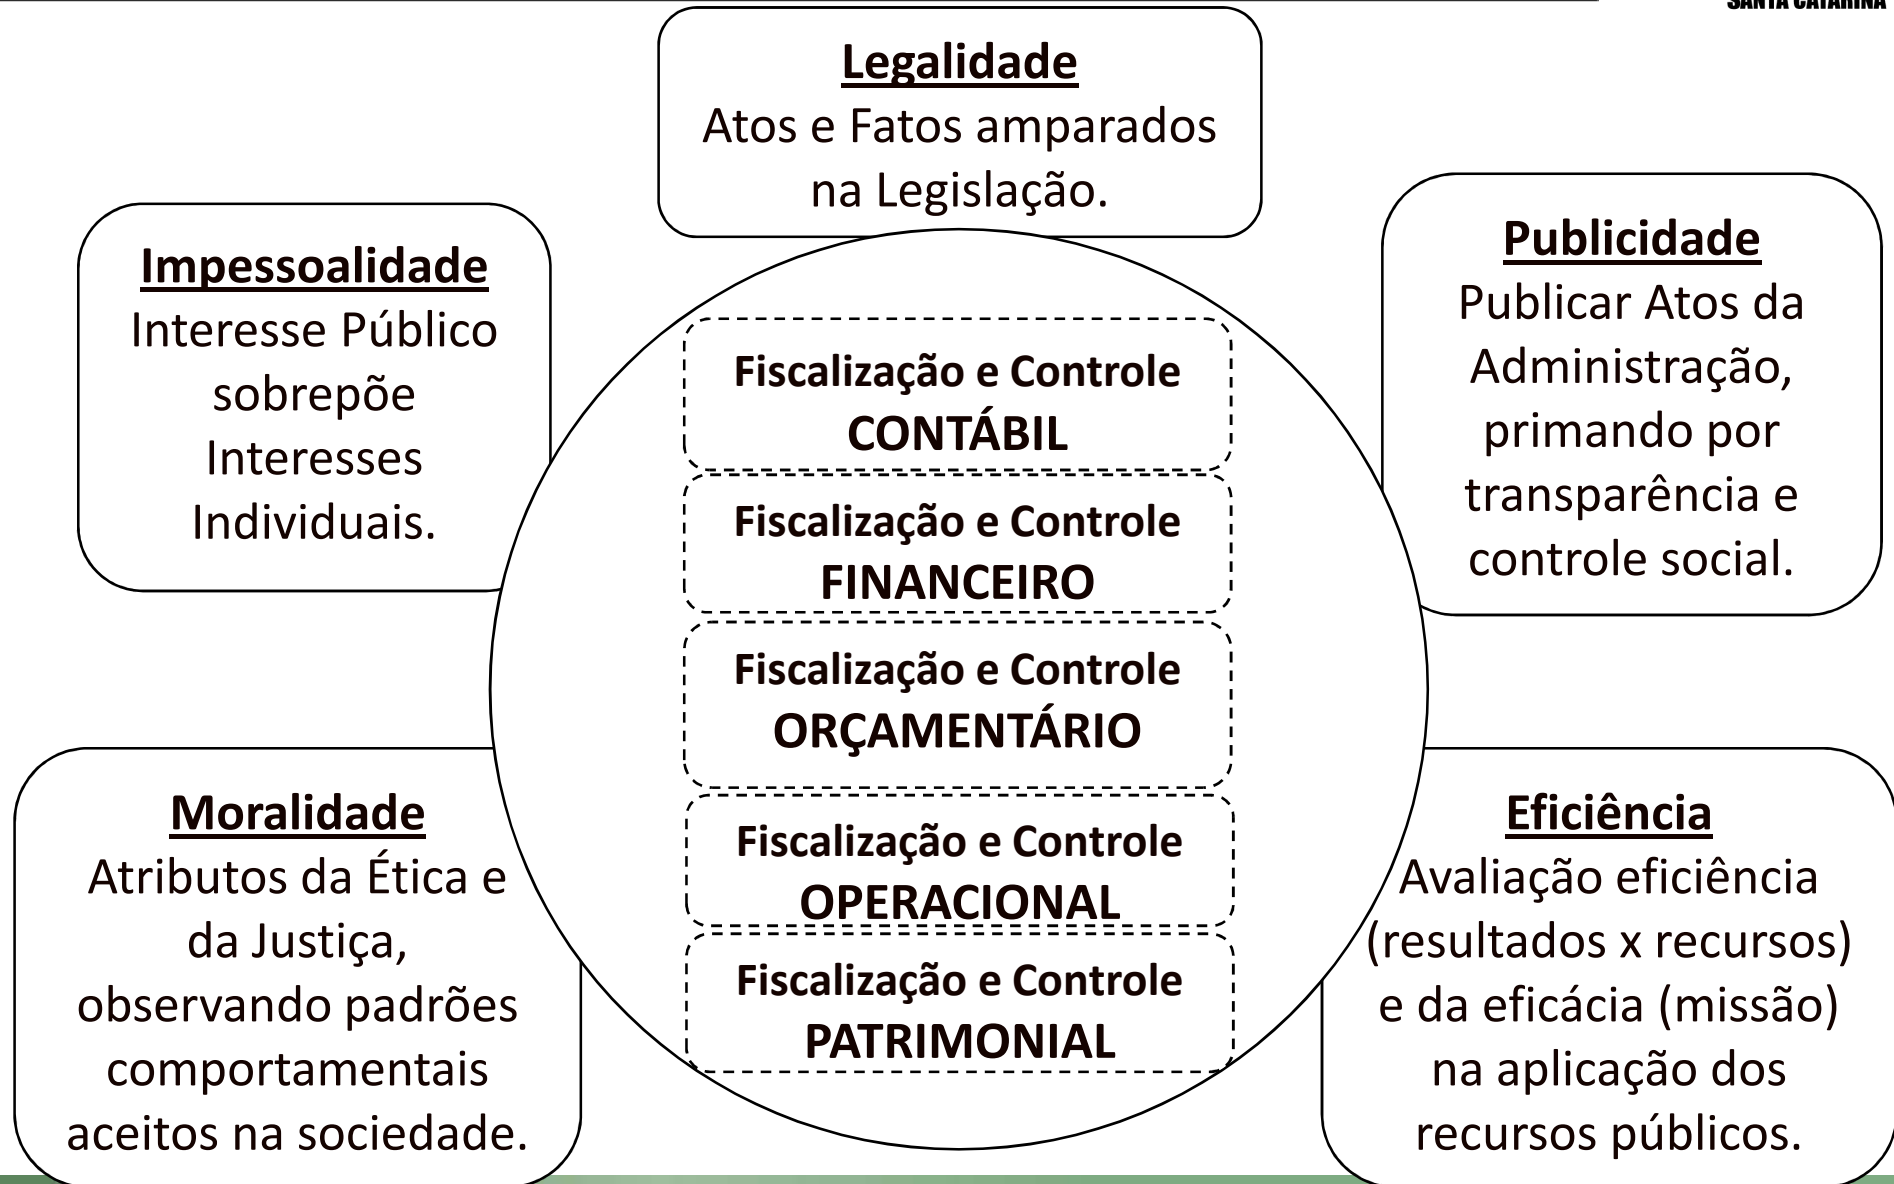 SANTA CATARINA
Legalidade
Atos e Fatos amparados
na Legislação.
Impessoalidade
Interesse Público
sobrepõe
Interesses
Individuais.
Publicidade
Publicar Atos da
Administração,
primando por
transparência e
controle social.
Fiscalização e Controle
CONTÁBIL
Fiscalização e Controle
FINANCEIRO
Fiscalização e Controle
ORÇAMENTÁRIO
Fiscalização e Controle
OPERACIONAL
Fiscalização e Controle
PATRIMONIAL
Moralidade
Atributos da Ética e
da Justiça,
observando padrões
comportamentais
aceitos na sociedade.
Eficiência
Avaliação eficiência
(resultados x recursos)
e da eficácia (missão)
na aplicação dos
recursos públicos.